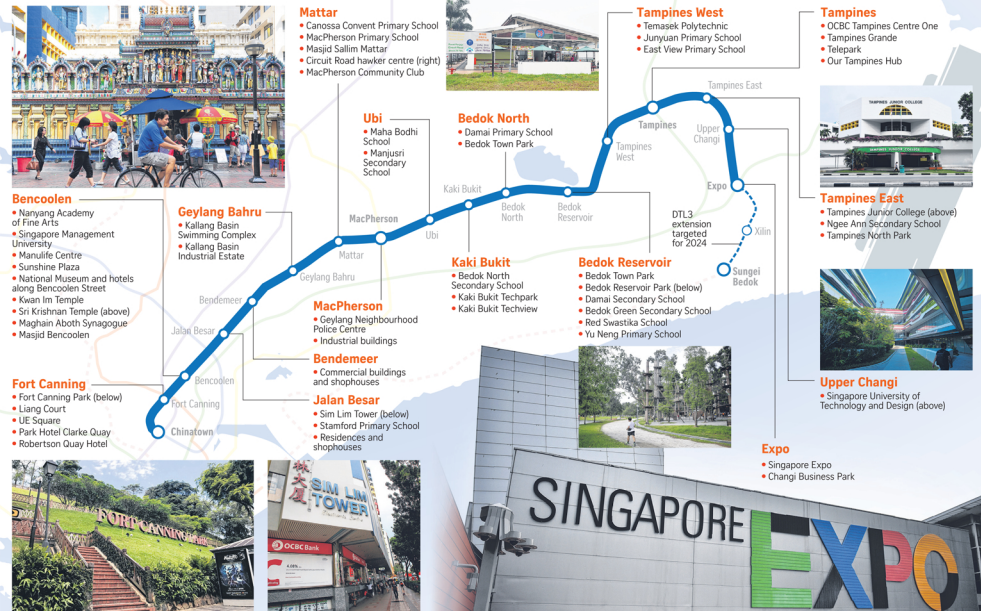 Mattar
• Canossa Convent Primary School
• MacPherson Primary School
• Masjid Sallim Mattar
• Circuit Road hawker centre (right)
• MacPherson Community Club
Tampines West
• Temasek Polytechnic
• Junyuan Primary School
• East View Primary School
Tampines
• OCBC Tampines Centre One
• Tampines Grande
• Telepark
• Our Tampines Hub
Ubi
• Maha Bodhi
School
• Manjusri
Secondary
School
Bedok North
• Damai Primary School
• Bedok Town Park
Tampines East
Tampines
Upper
Changi
Tampines
West
Expo
Kaki Bukit
Bedok
North
Bedok
Reservoir
MacPherson
Ubi
Mattar
Geylang Bahru
Bendemeer
Jalan Besar
Bencoolen
Fort Canning
Chinatown
DTL3
extension
targeted
for 2024
Xilin
Sungei
Bedok
TAMPINES JUNIOR COLLEGE
Bencoolen
• Nanyang Academy
of Fine Arts
• Singapore Management
University
• Manulife Centre
• Sunshine Plaza
• National Museum and hotels
along Bencoolen Street
• Kwan Im Temple
• Sri Krishnan Temple (above)
• Maghain Aboth Synagogue
• Masjid Bencoolen
Geylang Bahru
• Kallang Basin
Swimming Complex
• Kallang Basin
Industrial Estate
Tampines East
• Tampines Junior College (above)
• Ngee Ann Secondary School
• Tampines North Park
Kaki Bukit
• Bedok North
Secondary School
• Kaki Bukit Techpark
• Kaki Bukit Techview
Bedok Reservoir
• Bedok Town Park
• Bedok Reservoir Park (below)
• Damai Secondary School
• Bedok Green Secondary School
• Red Swastika School
• Yu Neng Primary School
MacPherson
• Geylang Neighbourhood
Police Centre
• Industrial buildings
Bendemeer
• Commercial buildings
and shophouses
Fort Canning
• Fort Canning Park (below)
• Liang Court
• UE Square
• Park Hotel Clarke Quay
• Robertson Quay Hotel
Jalan Besar
• Sim Lim Tower (below)
• Stamford Primary School
• Residences and
shophouses
Upper Changi
• Singapore University of
Technology and Design (above)
Expo
• Singapore Expo
• Changi Business Park
FORT CANNING PARK
SIM LIM
TOWER
大厦
OCBC Bank
SINGAPORE
EXPO